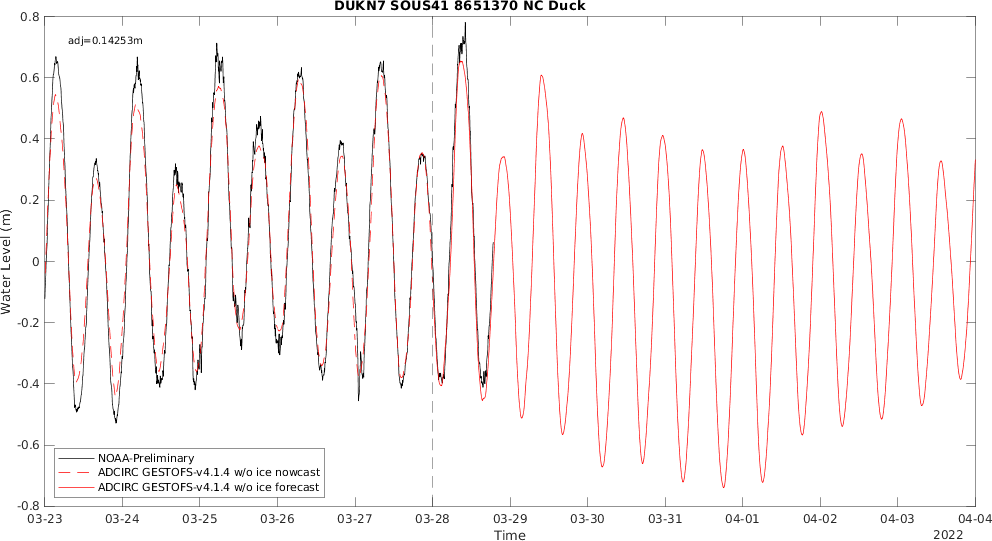 DUKN7 SOUS41 8651370 NC Duck
adj=0.14253m
0.8
0.6
0.4
0.2
0
-0.2
-0.4
-0.6
-0.8
Water Level (m)
NOAA-Preliminary
ADCIRC GESTOFS-v4.1.4 w/o ice nowcast
ADCIRC GESTOFS-v4.1.4 w/o ice forecast
03-23 03-24 03-25 03-26 03-27 03-28 03-29 03-30 03-31 04-01 04-02 04-03 04-04
Time
2022